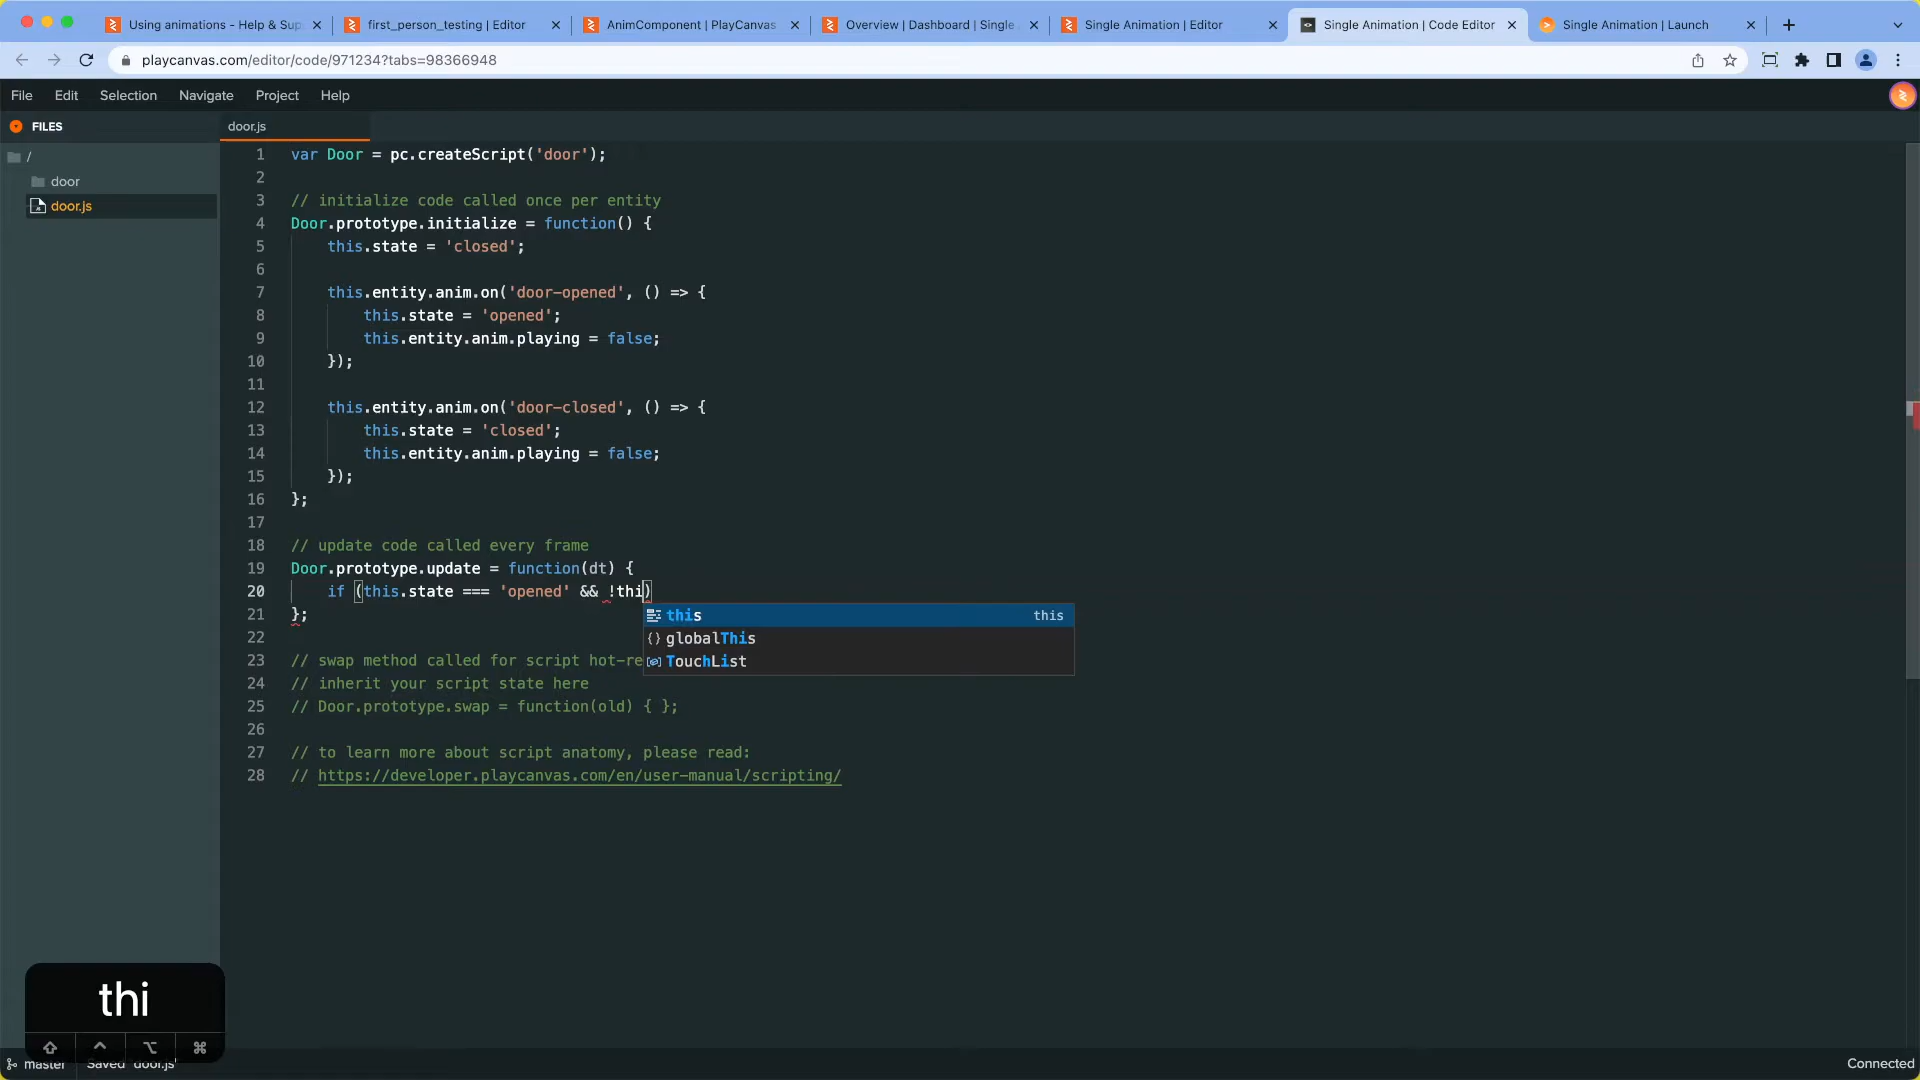 Using animations - Help & Sup
first_person_testing | Editor
AnimComponent | PlayCanvas
Overview | Dashboard | Single
Single Animation | Editor
Single Animation | Code Editor
Single Animation | Launch
playcanvas.com/editor/code/971234?tabs=98366948
File Edit Selection Navigate Project Help
FILES
door.js
/
door
door.js
1 var Door = pc.createScript('door');
2
3 // initialize code called once per entity
4 Door.prototype.initialize = function() {
5 this.state = 'closed';
6
7 this.entity.anim.on('door-opened', () => {
8 this.state = 'opened';
9 this.entity.anim.playing = false;
10 });
11
12 this.entity.anim.on('door-closed', () => {
13 this.state = 'closed';
14 this.entity.anim.playing = false;
15 });
16 };
17
18 // update code called every frame
19 Door.prototype.update = function(dt) {
20 if (this.state === 'opened' && !thi)
21 };
this this
globalThis
TouchList
22
23 // swap method called for script hot-re
24 // inherit your script state here
25 // Door.prototype.swap = function(old) { };
26
27 // to learn more about script anatomy, please read:
28 // https://developer.playcanvas.com/en/user-manual/scripting/
thi
master Saved 'door.js'
Connected